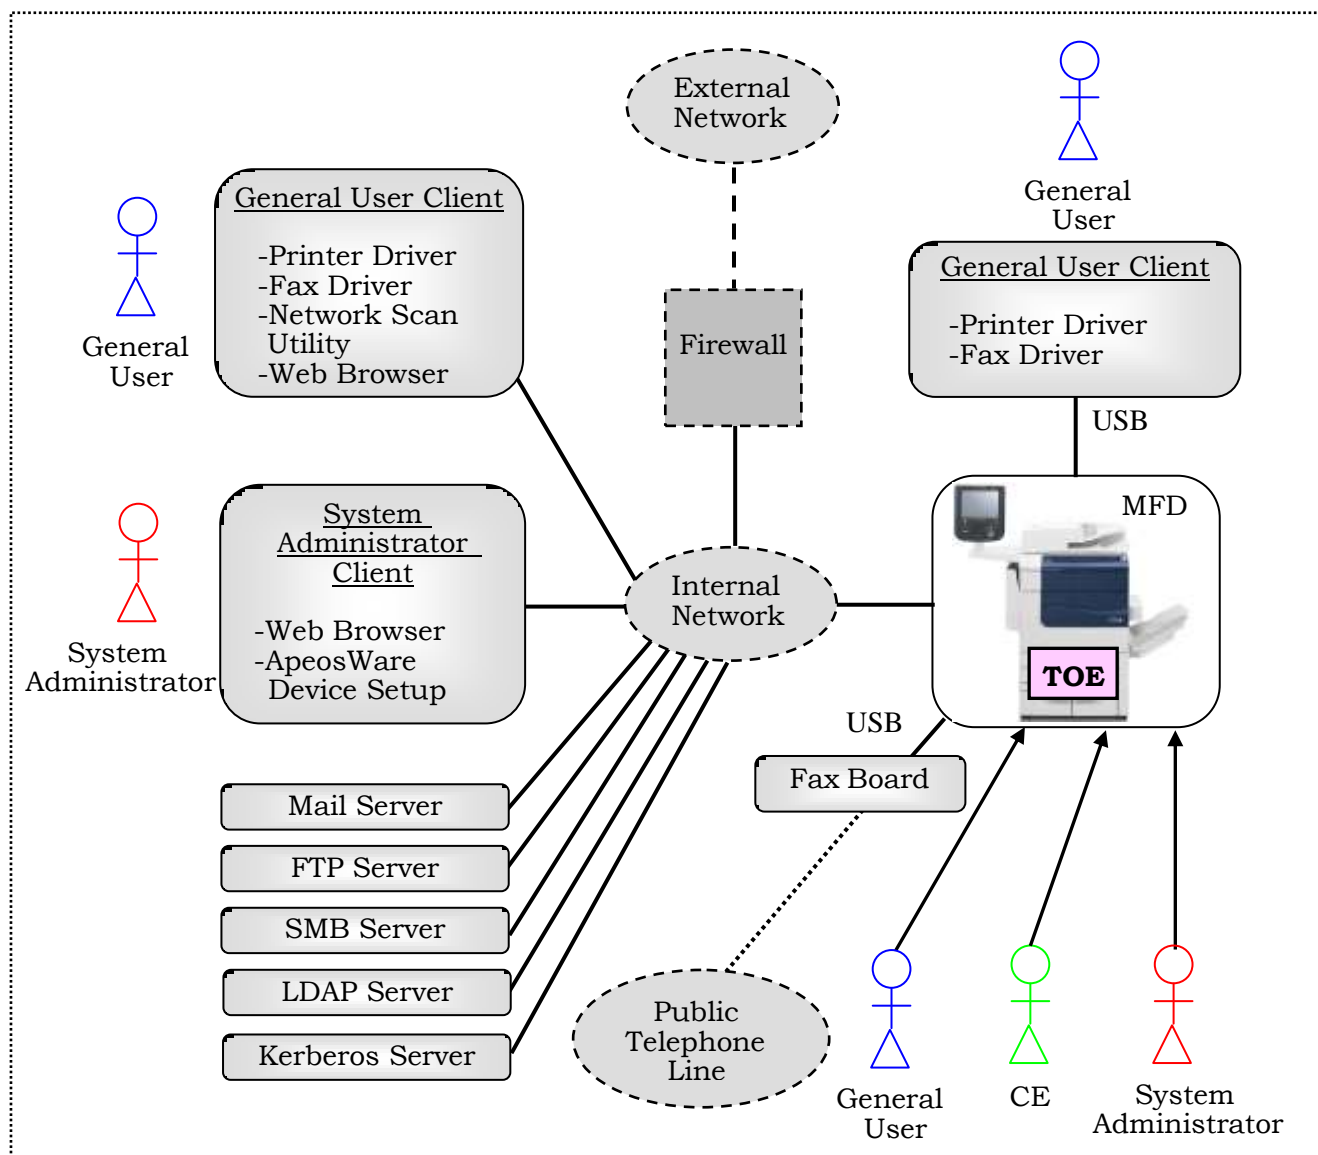 External
Network
General
User
General User Client
-Printer Driver
-Fax Driver
-Network Scan
Utility
-Web Browser
General
User
General User Client
-Printer Driver
-Fax Driver
Firewall
USB
System
Administrator
Client
-Web Browser
-ApeosWare
Device Setup
System
Administrator
Internal
Network
MFD
TOE
USB
Fax Board
Mail Server
FTP Server
SMB Server
LDAP Server
Kerberos Server
Public
Telephone
Line
General
User
CE
System
Administrator